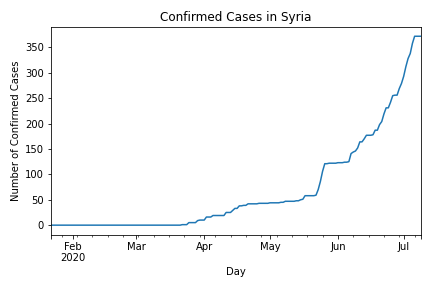 Confirmed Cases in Syria
Number of Confirmed Cases
350
300
250
200
150
100
50
0
Feb Mar Apr May Jun Jul
2020
Day